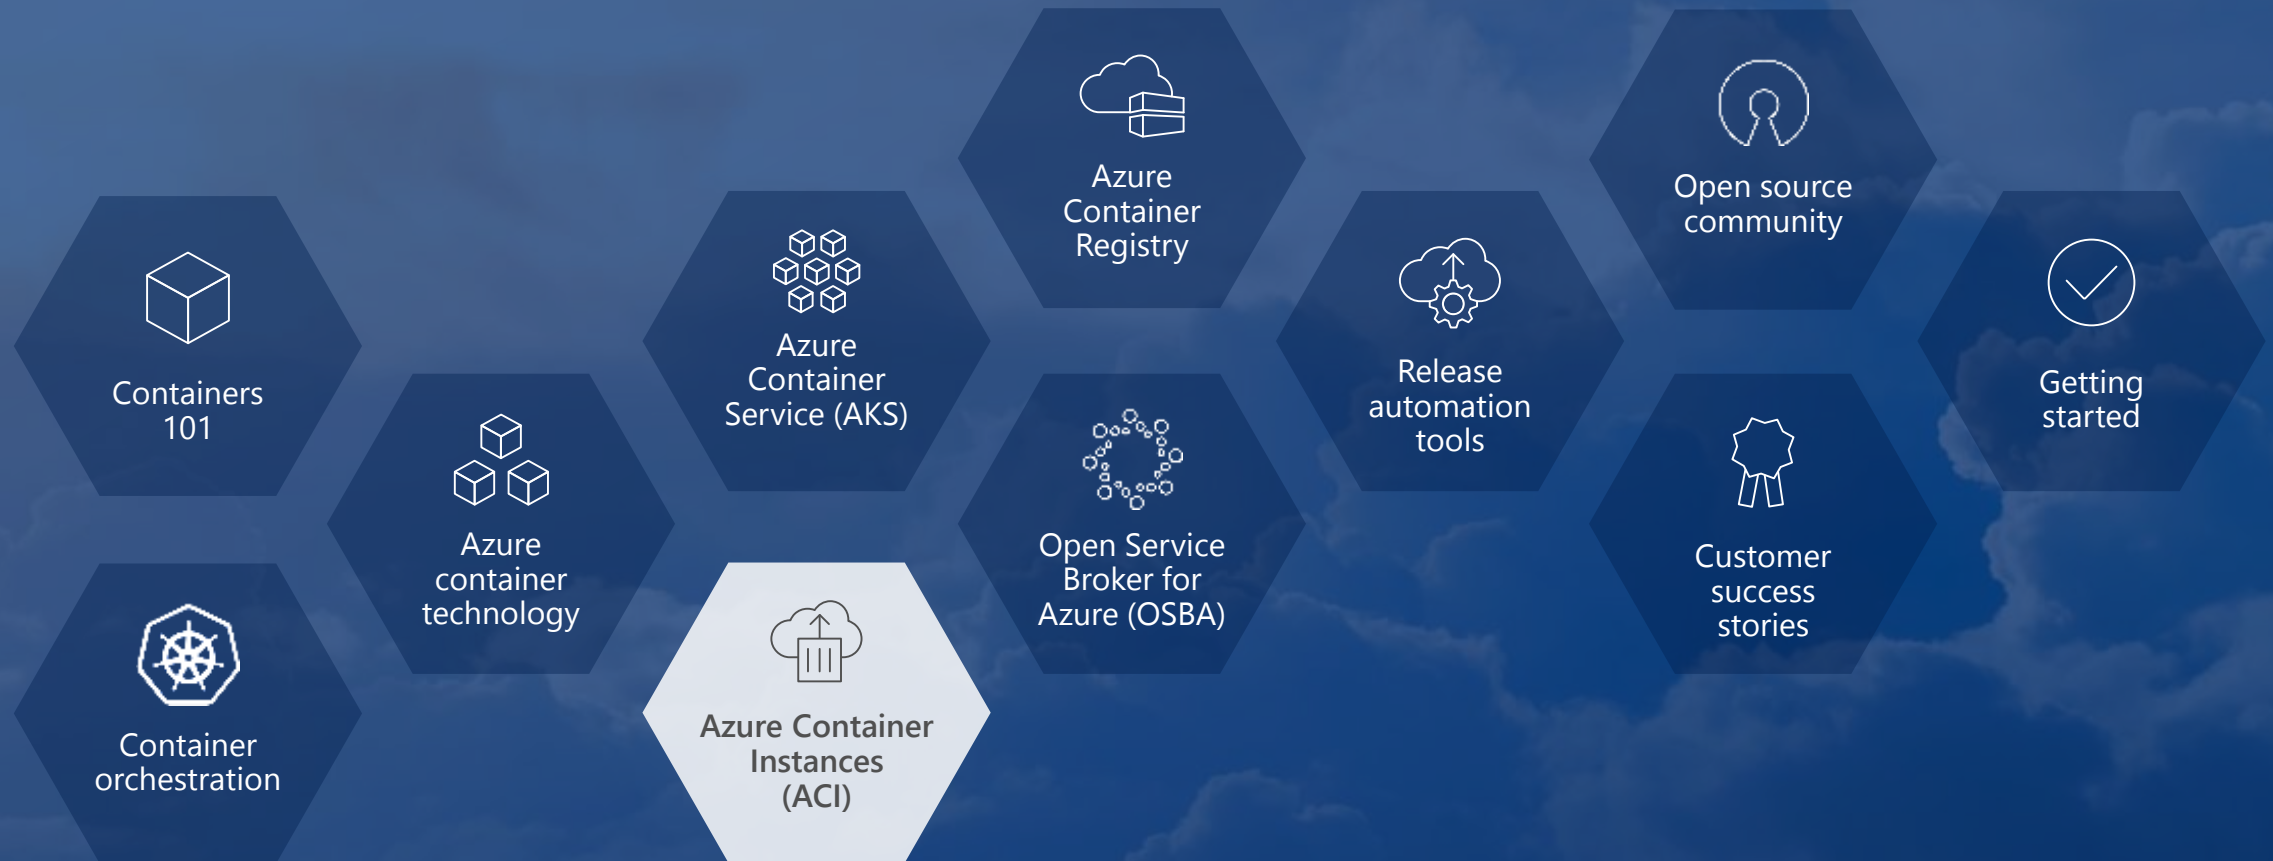 Containers
101
Container
orchestration
Azure
container
technology
Azure
Container
Service (AKS)
Azure Container
Instances
(ACI)
Azure
Container
Registry
Open Service
Broker for
Azure (OSBA)
Release
automation
tools
Open source
community
Customer
success
stories
Getting
started